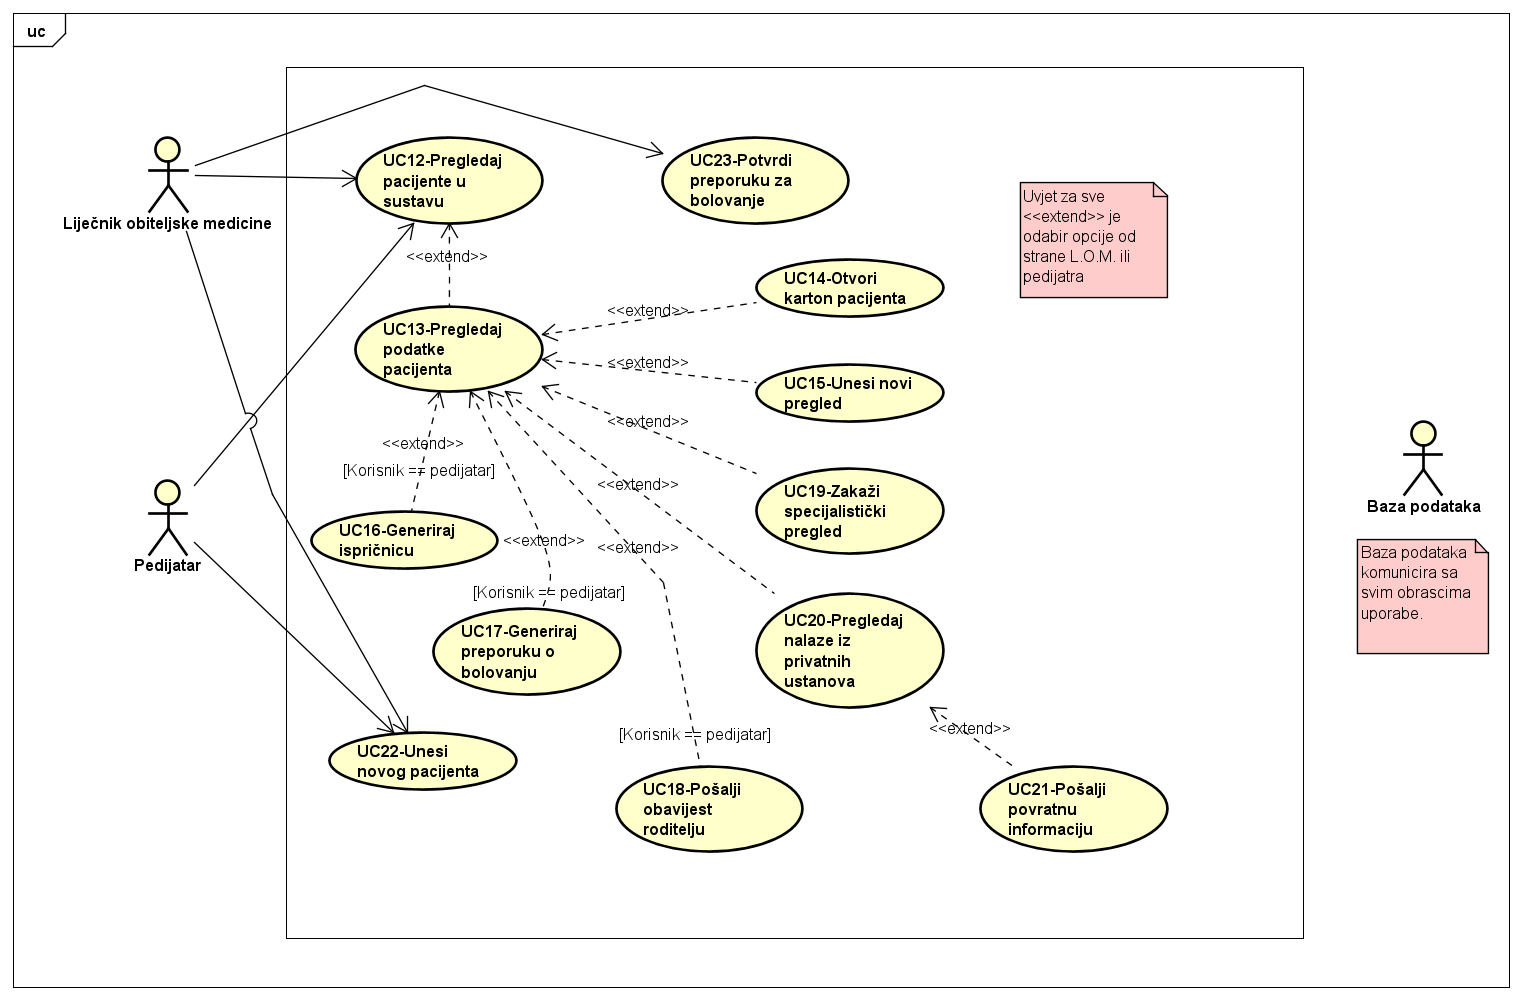 uc
Liječnik obiteljske medicine
UC12-Pregledaj
pacijente u
sustavu
UC23-Potvrdi
preporuku za
bolovanje
Uvjet za sve
<<extend>> je
odabir opcije od
strane L.O.M. ili
pedijatra
<<extend>>
UC13-Pregledaj
podatke
pacijenta
<<extend>>
UC14-Otvori
karton pacijenta
<<extend>>
UC15-Unesi novi
pregled
<<extend>>
UC19-Zakaži
specijalistički
pregled
<<extend>>
[Korisnik == pedijatar]
UC16-Generiraj
ispričnicu
<<extend>>
[Korisnik == pedijatar]
UC17-Generiraj
preporuku o
bolovanju
<<extend>>
<<extend>>
UC20-Pregledaj
nalaze iz
privatnih
ustanova
Pedijatar
Baza podataka
Baza podataka
komunicira sa
svim obrascima
uporabe.
UC22-Unesi
novog pacijenta
[Korisnik == pedijatar]
UC18-Pošalji
obavijest
roditelju
<<extend>>
UC21-Pošalji
povratnu
informaciju